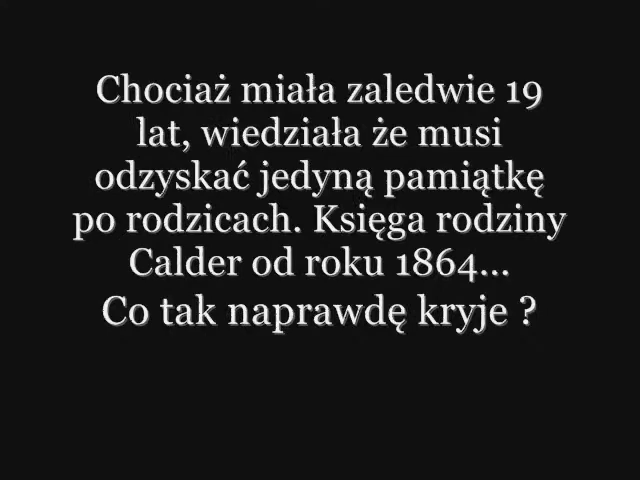 Chociaż miała zaledwie 19
lat, wiedziała że musi
odzyskać jedyną pamiątkę
po rodzicach. Księga rodziny
Calder od roku 1864...
Co tak naprawdę kryje ?